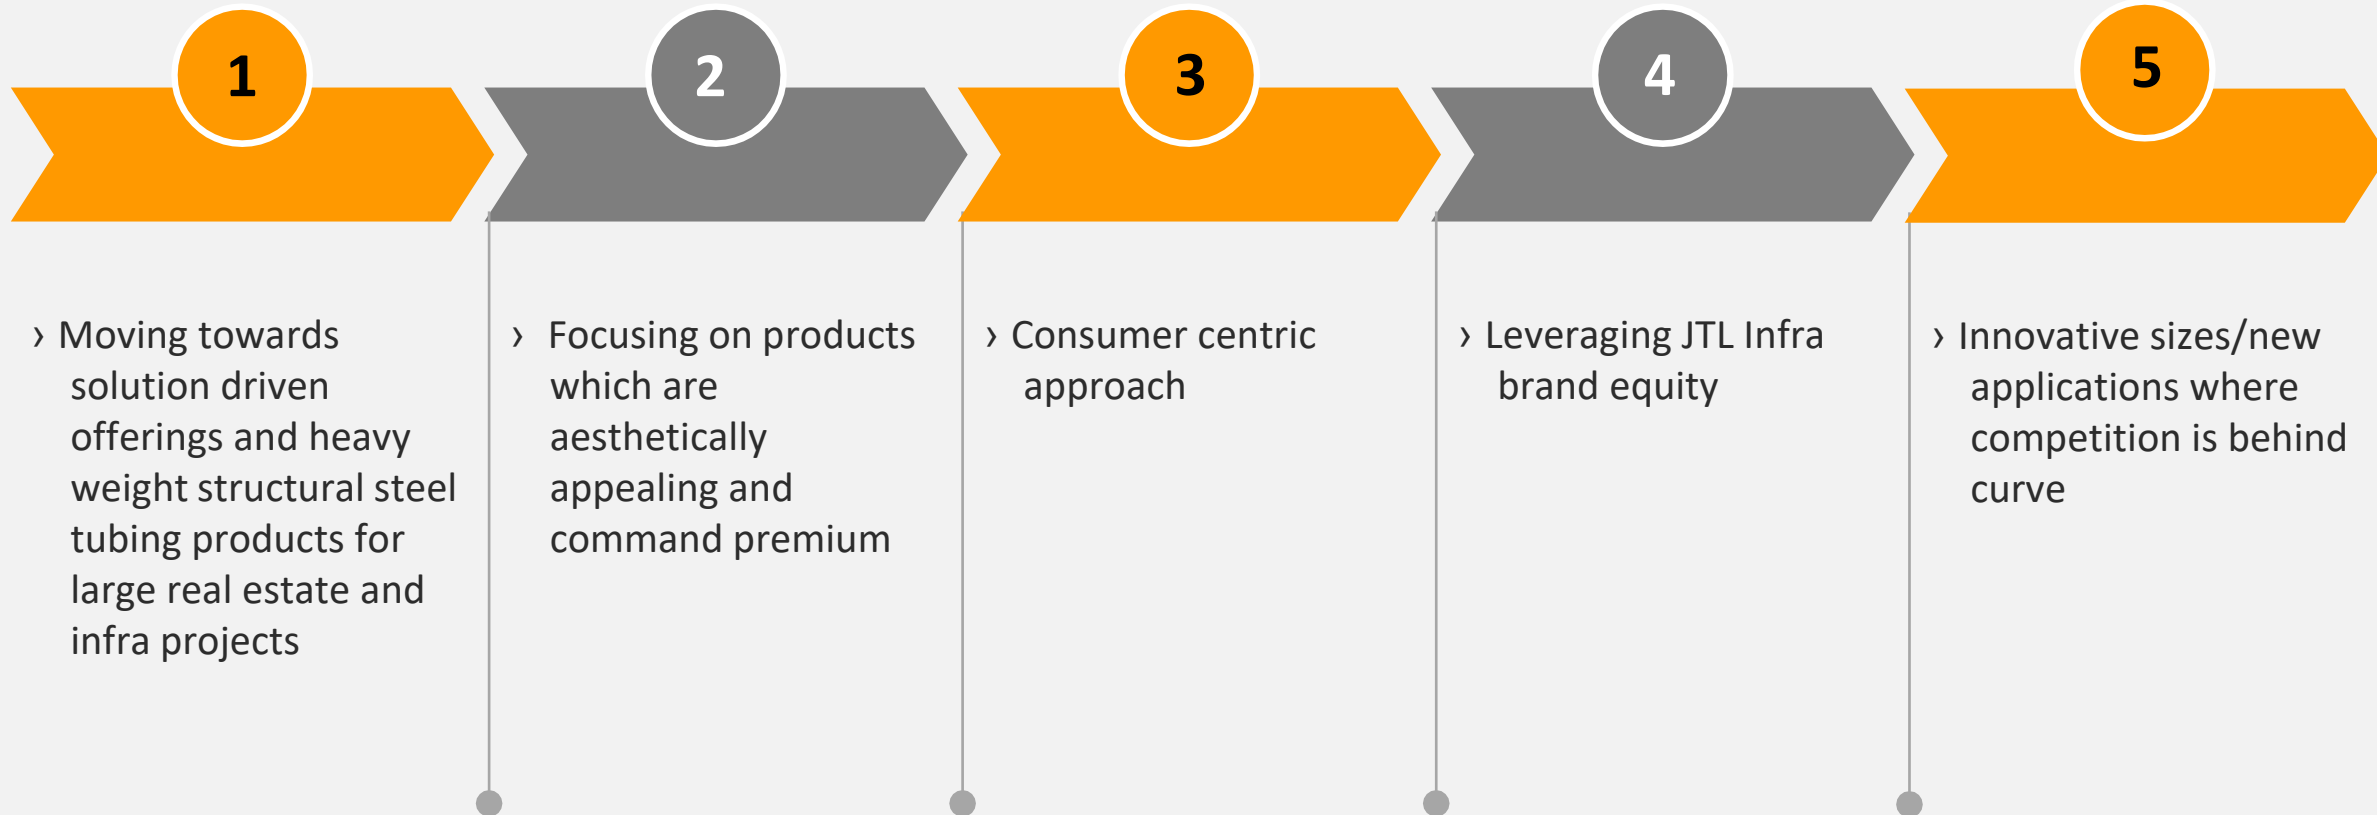 1
› Moving towards
solution driven
offerings and heavy
weight structural steel
tubing products for
large real estate and
infra projects
2
› Focusing on products
which are
aesthetically
appealing and
command premium
3
› Consumer centric
approach
4
› Leveraging JTL Infra
brand equity
5
› Innovative sizes/new
applications where
competition is behind
curve